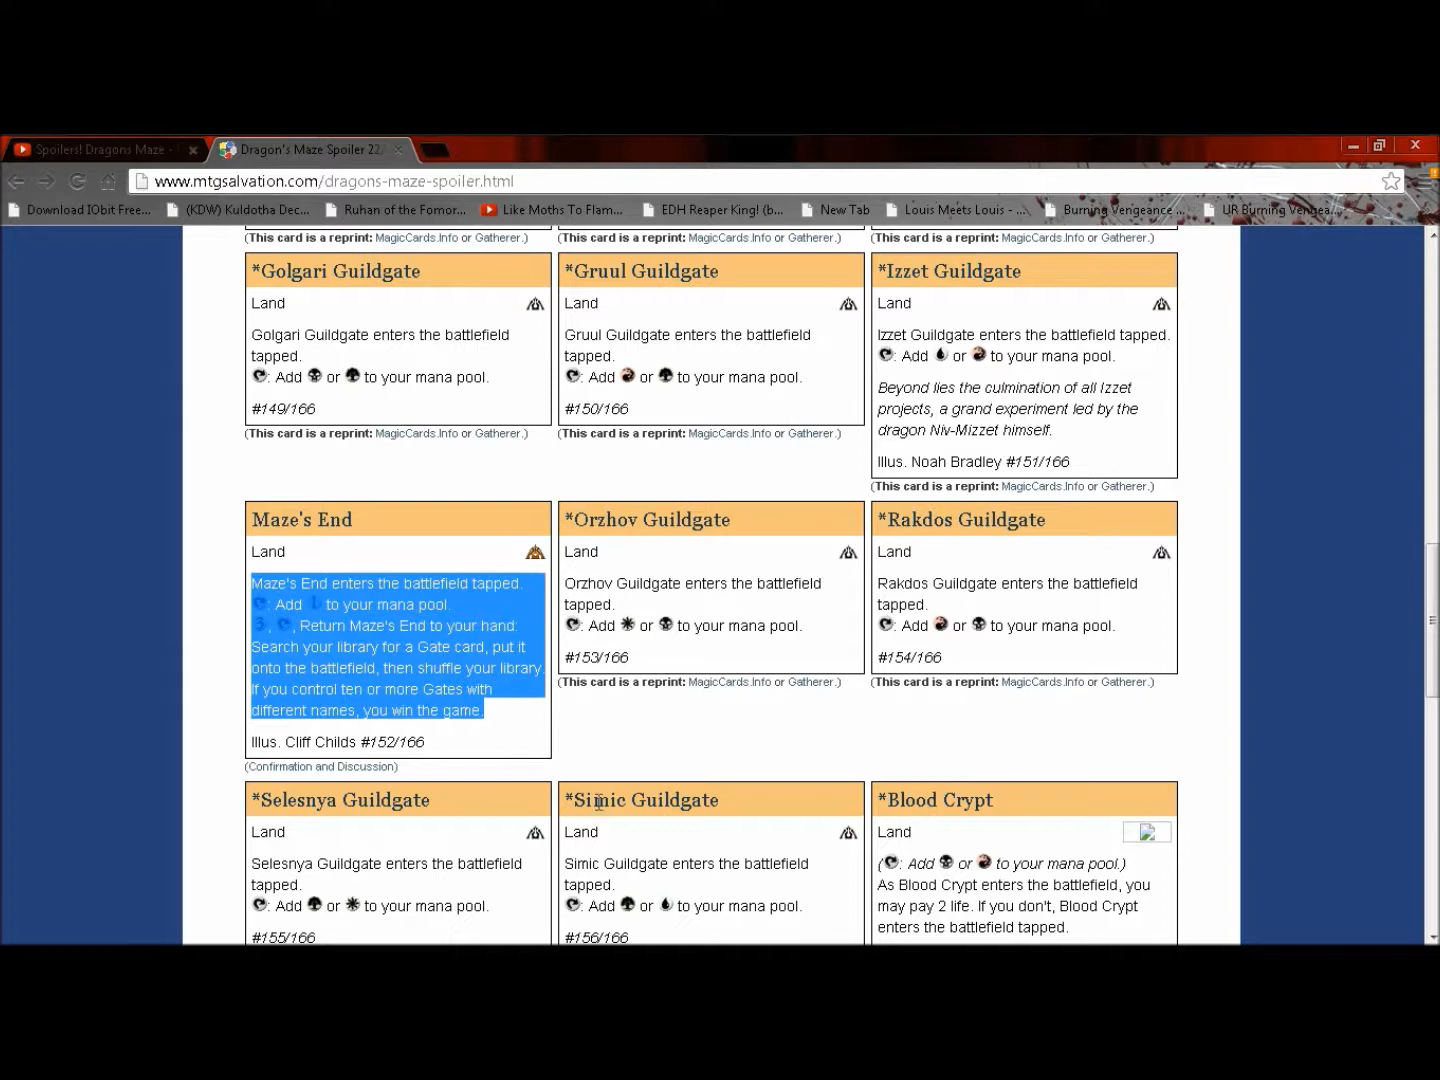 Spoilers! Dragons Maze -
Dragon's Maze Spoiler 22/
www.mtgsalvation.com/dragons-maze-spoiler.html
Download IObit Free...
(KDW) Kuldotha Dec...
Ruhan of the Fomor...
Like Moths To Flam...
EDH Reaper King! (b...
New Tab
Louis Meets Louis - ...
Burning Vengeance ...
UR Burning Vengea...
(This card is a reprint: MagicCards.Info or Gatherer.)
(This card is a reprint: MagicCards.Info or Gatherer.)
(This card is a reprint: MagicCards.Info or Gatherer.)
*Golgari Guildgate
Land
Golgari Guildgate enters the battlefield
tapped.
: Add or to your mana pool.
#149/166
(This card is a reprint: MagicCards.Info or Gatherer.)
*Gruul Guildgate
Land
Gruul Guildgate enters the battlefield
tapped.
: Add or to your mana pool.
#150/166
(This card is a reprint: MagicCards.Info or Gatherer.)
*Izzet Guildgate
Land
Izzet Guildgate enters the battlefield tapped.
: Add or to your mana pool.
Beyond lies the culmination of all Izzet
projects, a grand experiment led by the
dragon Niv-Mizzet himself.
Illus. Noah Bradley #151/166
(This card is a reprint: MagicCards.Info or Gatherer.)
Maze's End
Land
Maze's End enters the battlefield tapped.
: Add 1 to your mana pool.
3, , Return Maze's End to your hand:
Search your library for a Gate card, put it
onto the battlefield, then shuffle your library.
If you control ten or more Gates with
different names, you win the game.
Illus. Cliff Childs #152/166
(Confirmation and Discussion)
*Orzhov Guildgate
Land
Orzhov Guildgate enters the battlefield
tapped.
: Add or to your mana pool.
#153/166
(This card is a reprint: MagicCards.Info or Gatherer.)
*Rakdos Guildgate
Land
Rakdos Guildgate enters the battlefield
tapped.
: Add or to your mana pool.
#154/166
(This card is a reprint: MagicCards.Info or Gatherer.)
*Selesnya Guildgate
Land
Selesnya Guildgate enters the battlefield
tapped.
: Add or to your mana pool.
#155/166
*Simic Guildgate
Land
Simic Guildgate enters the battlefield
tapped.
: Add or to your mana pool.
#156/166
*Blood Crypt
Land
(: Add or to your mana pool.)
As Blood Crypt enters the battlefield, you
may pay 2 life. If you don't, Blood Crypt
enters the battlefield tapped.